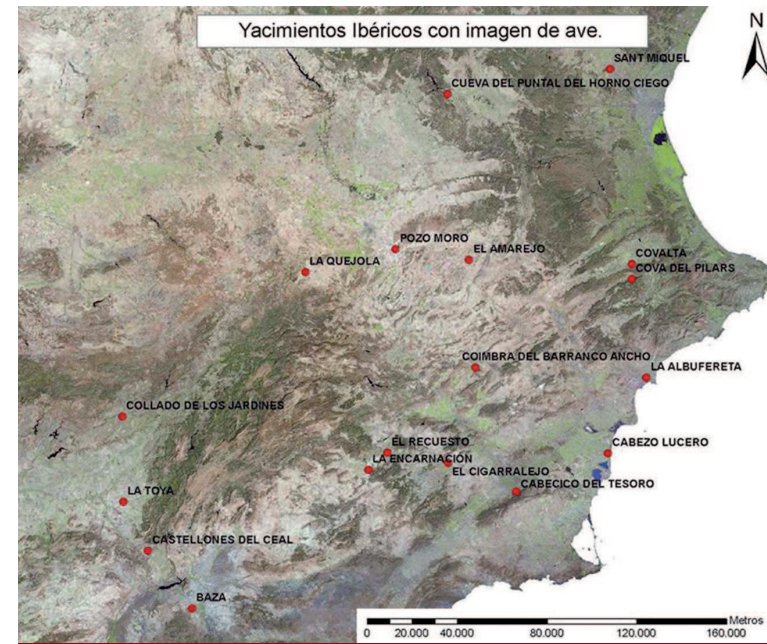 Yacimientos Ibéricos con imagen de ave.
N
SANT MIQUEL
CUEVA DEL PUNTAL DEL HORNO CIEGO
POZO MORO
EL AMAREJO
COVALTA
LA QUEJOLA
COVA DEL PILARS
COIMBRA DEL BARRANCO ANCHO
LA ALBUFERETA
COLLADO DE LOS JARDINES
EL RECUESTO
CABEZO LUCERO
LA ENCARNACIÓN
EL CIGARRALEJO
CABECICO DEL TESORO
LA TOYA
CASTELLONES DEL CEAL
BAZA
Metros
0 20.000 40.000 80.000 120.000 160.000